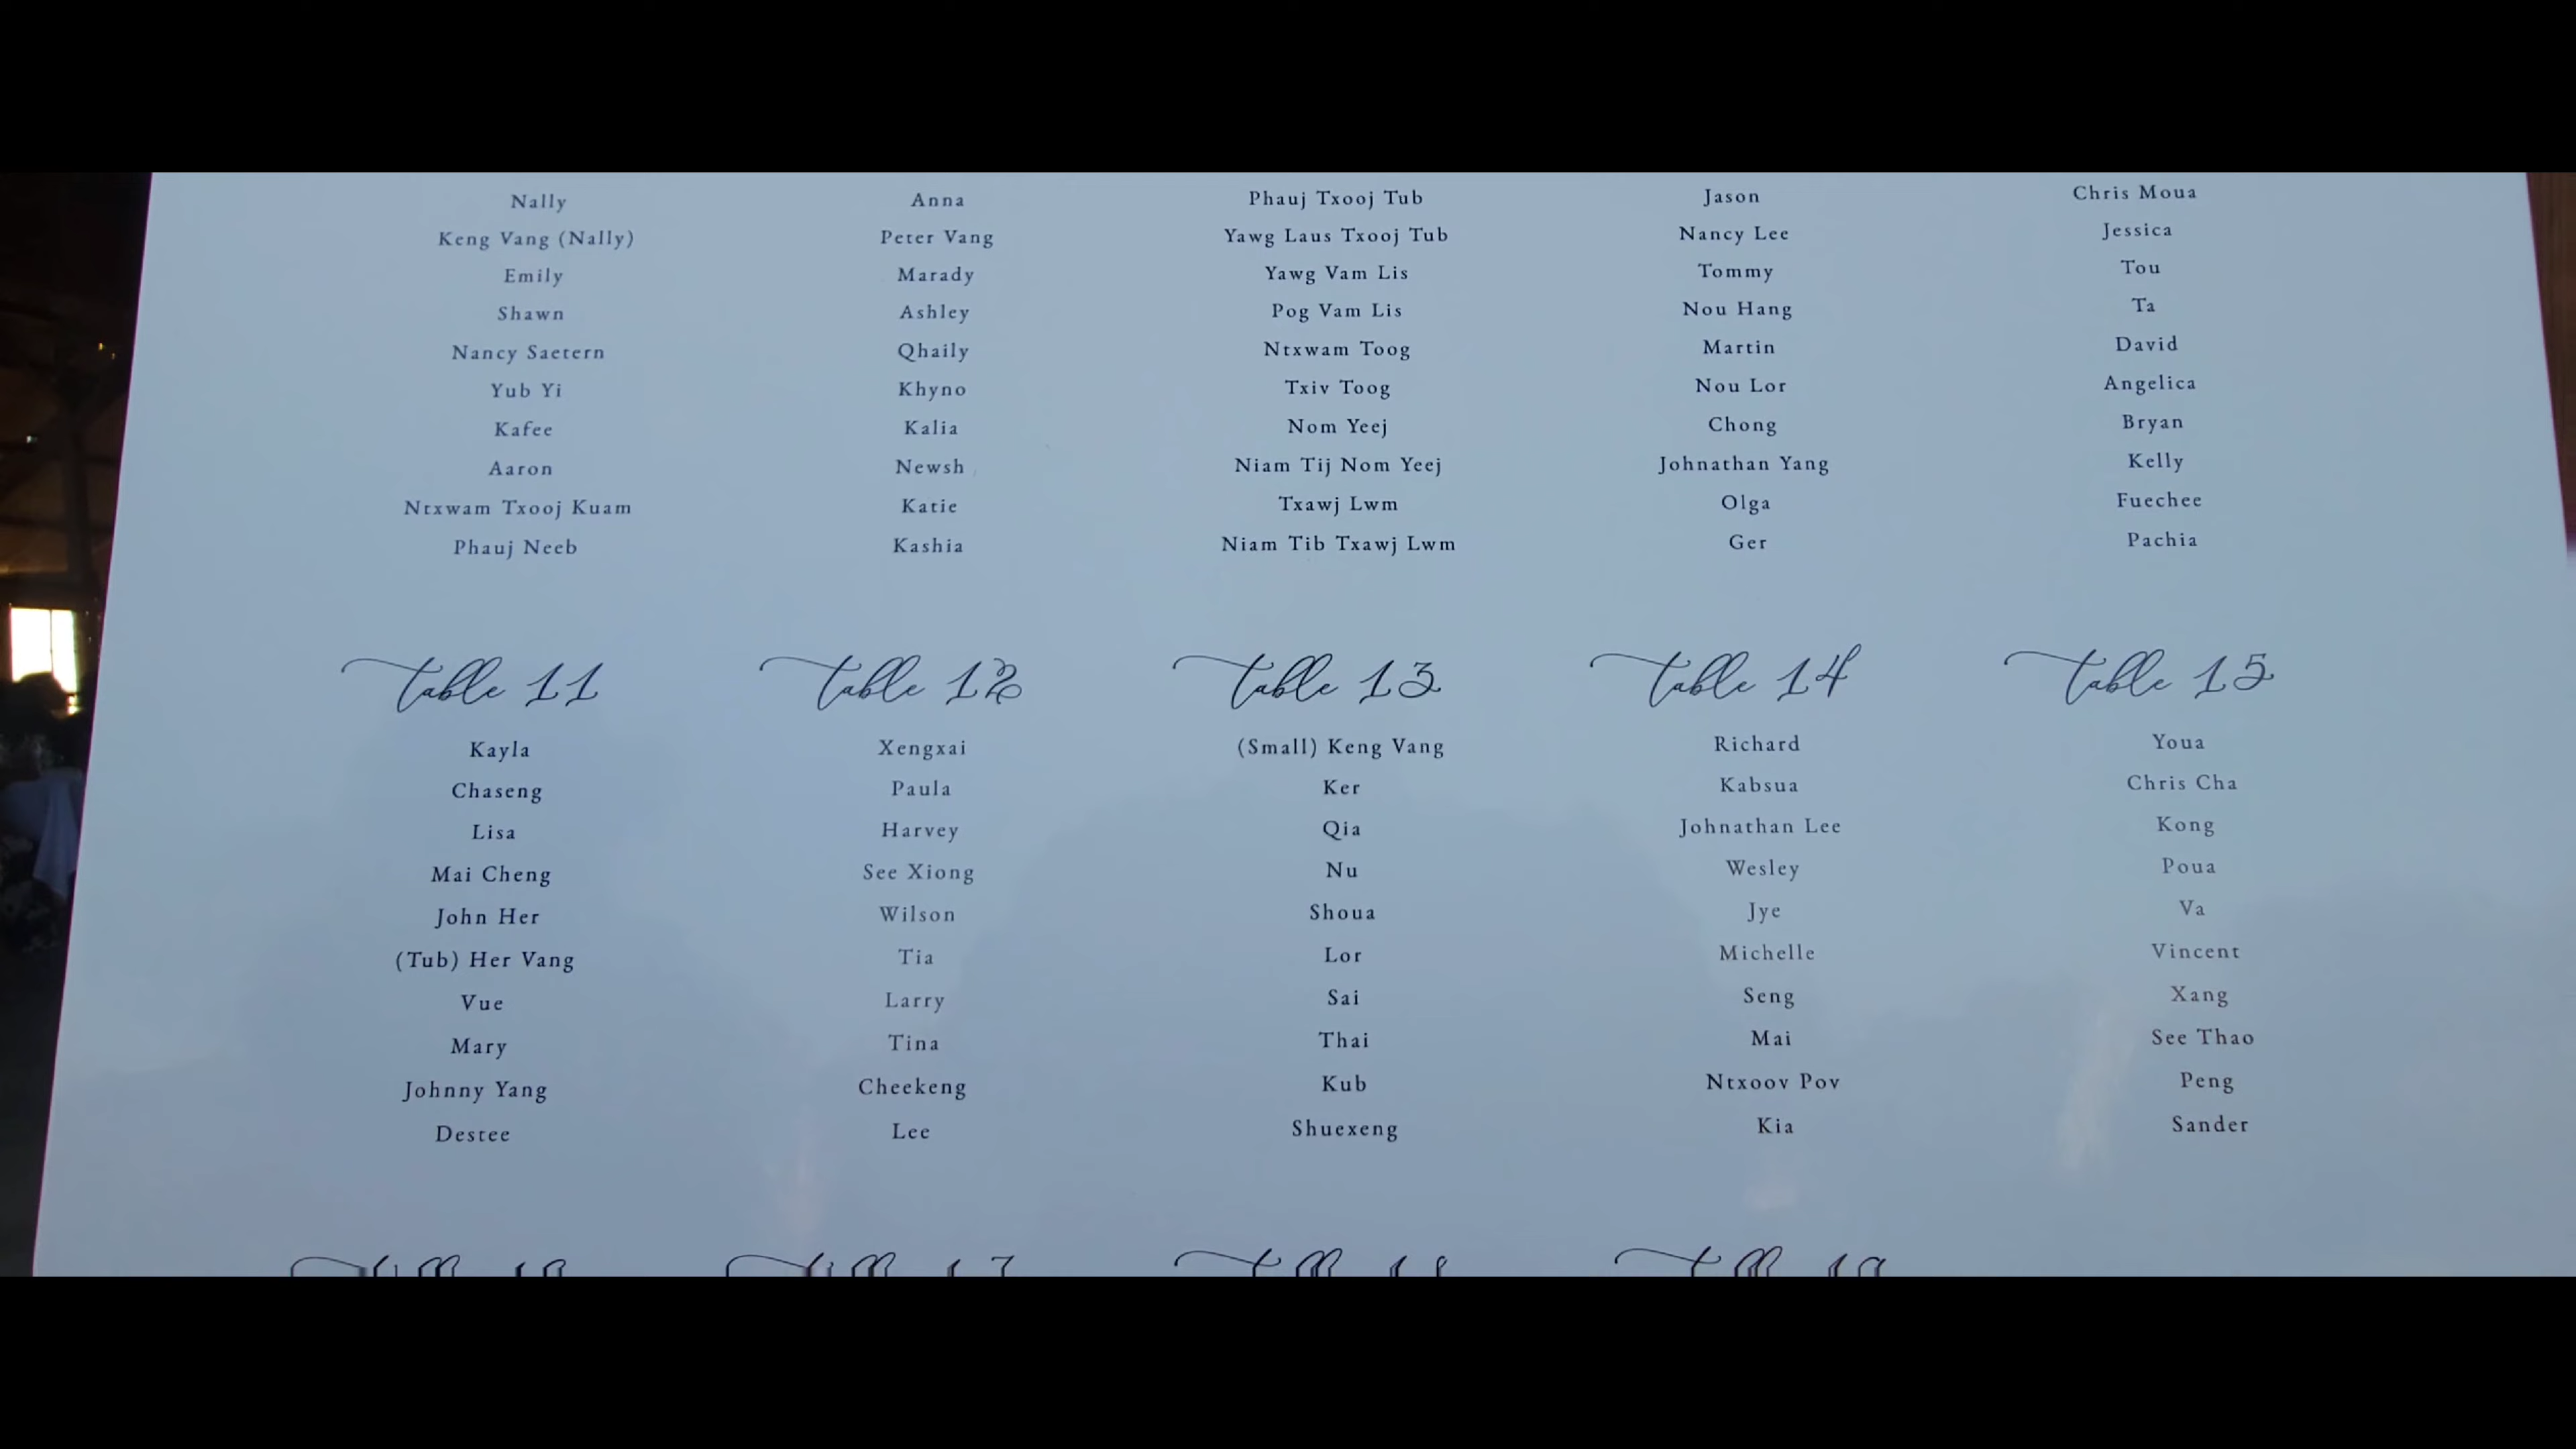 Nally
Keng Vang (Nally)
Emily
Shawn
Nancy Saetern
Yub Yi
Kafee
Aaron
Ntxwam Txooj Kuam
Phauj Neeb
Anna
Peter Vang
Marady
Ashley
Qhaily
Khyno
Kalia
Newsh
Katie
Kashia
Phauj Txooj Tub
Yawg Laus Txooj Tub
Yawg Vam Lis
Pog Vam Lis
Ntxwam Toog
Txiv Toog
Nom Yeej
Niam Tij Nom Yeej
Txawj Lwm
Niam Tib Txawj Lwm
Jason
Nancy Lee
Tommy
Nou Hang
Martin
Nou Lor
Chong
Johnathan Yang
Olga
Ger
Chris Moua
Jessica
Tou
Ta
David
Angelica
Bryan
Kelly
Fuechee
Pachia
Table 11
Kayla
Chaseng
Lisa
Mai Cheng
John Her
(Tub) Her Vang
Vue
Mary
Johnny Yang
Destee
Table 12
Xengxai
Paula
Harvey
See Xiong
Wilson
Tia
Larry
Tina
Cheekeng
Lee
Table 13
(Small) Keng Vang
Ker
Qia
Nu
Shoua
Lor
Sai
Thai
Kub
Shuexeng
Table 14
Richard
Kabsua
Johnathan Lee
Wesley
Jye
Michelle
Seng
Mai
Ntxoov Pov
Kia
Table 15
Youa
Chris Cha
Kong
Poua
Va
Vincent
Xang
See Thao
Peng
Sander